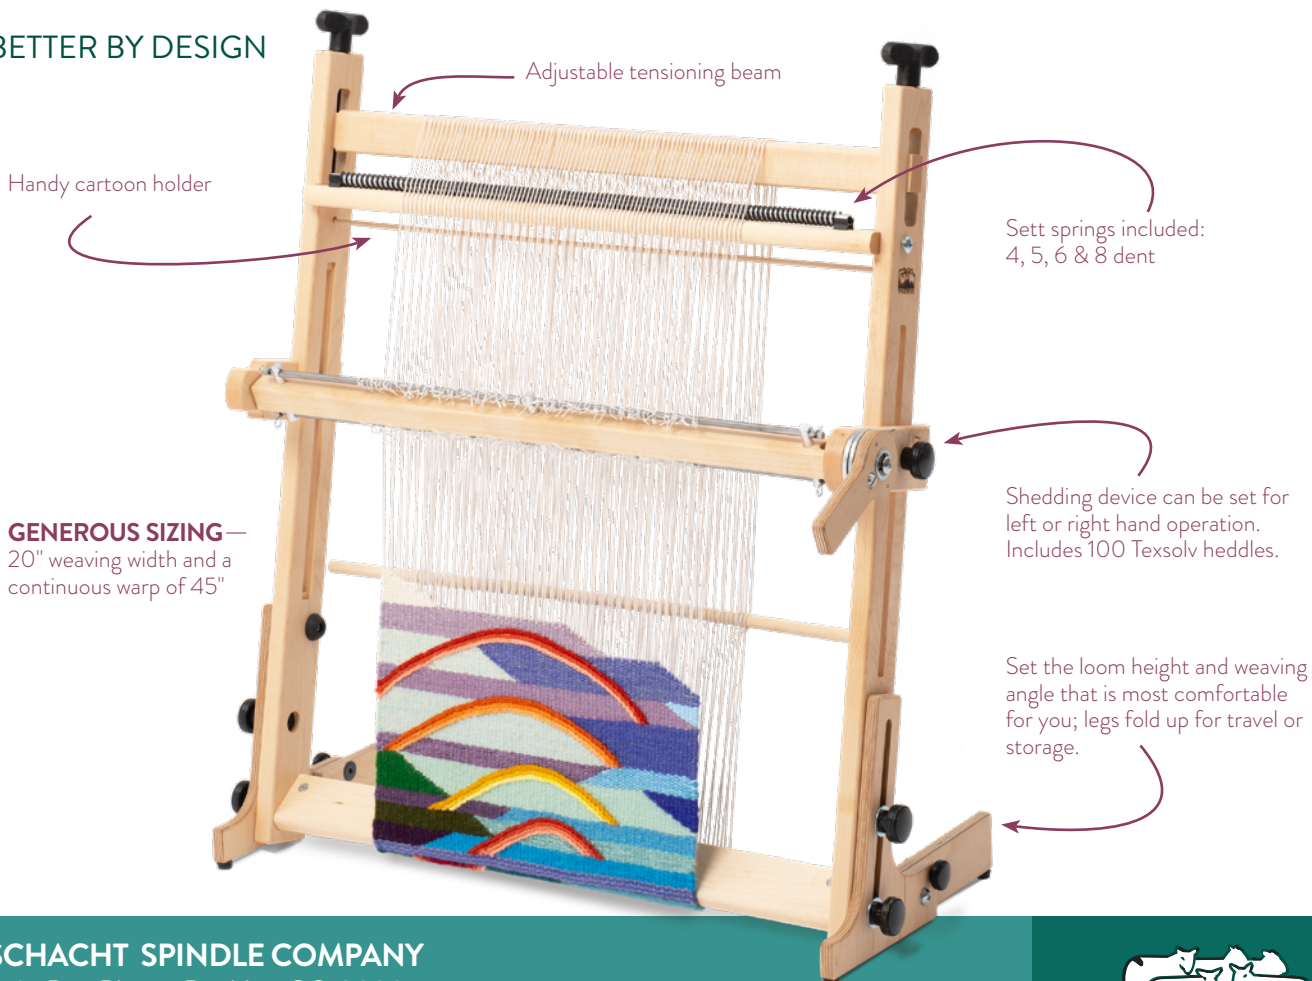 BETTER BY DESIGN
Adjustable tensioning beam
Handy cartoon holder
Sett springs included:
4, 5, 6 & 8 dent
Shedding device can be set for
left or right hand operation.
Includes 100 Texsolv heddles.
GENEROUS SIZING—
20" weaving width and a
continuous warp of 45"
Set the loom height and weaving
angle that is most comfortable
for you; legs fold up for travel or
storage.
SCHACHT SPINDLE COMPANY